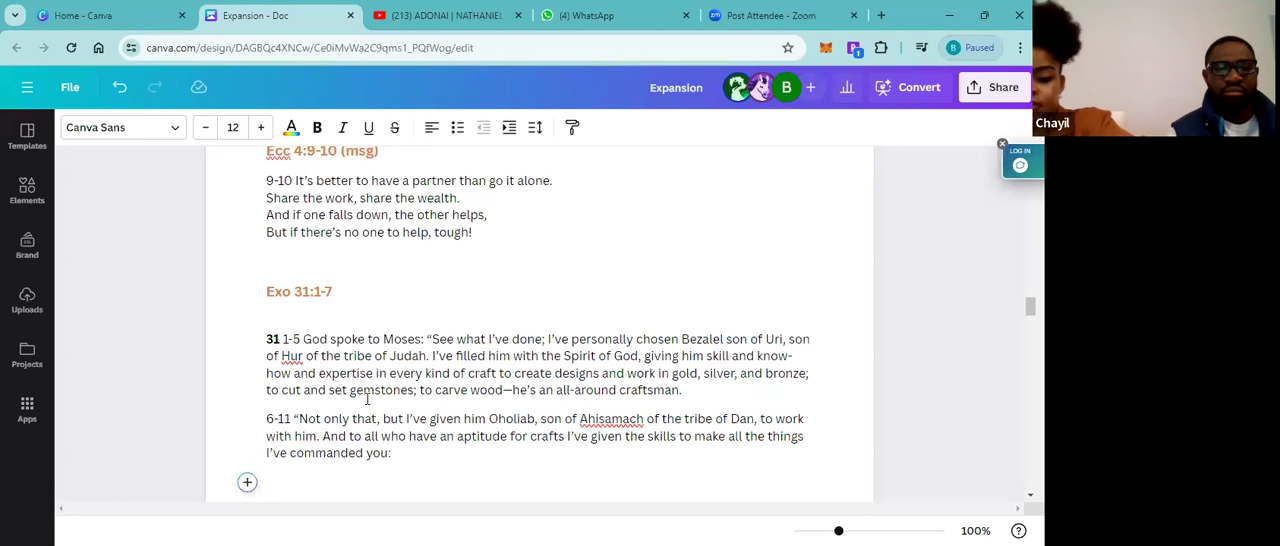 Home - Canva
Expansion - Doc
(213) ADONAI | NATHANIEL
(4) WhatsApp
Post Attendee - Zoom
canva.com/design/DAGBQc4XNCw/Ce0iMvWa2C9qms1_PQfWog/edit
1
B Paused
File
Expansion
B
Convert
Share
Chayil
LOG IN
Canva Sans
12
Templates
Elements
Brand
Uploads
Projects
Apps
Ecc 4:9-10 (msg)
9-10 It's better to have a partner than go it alone.
Share the work, share the wealth.
And if one falls down, the other helps,
But if there's no one to help, tough!
Exo 31:1-7
31 1-5 God spoke to Moses: "See what I've done; I've personally chosen Bezalel son of Uri, son
of Hur of the tribe of Judah. I've filled him with the Spirit of God, giving him skill and know-
how and expertise in every kind of craft to create designs and work in gold, silver, and bronze;
to cut and set gemstones; to carve wood—he's an all-around craftsman.
6-11 "Not only that, but I've given him Oholiab, son of Ahisamach of the tribe of Dan, to work
with him. And to all who have an aptitude for crafts I've given the skills to make all the things
I've commanded you:
100%